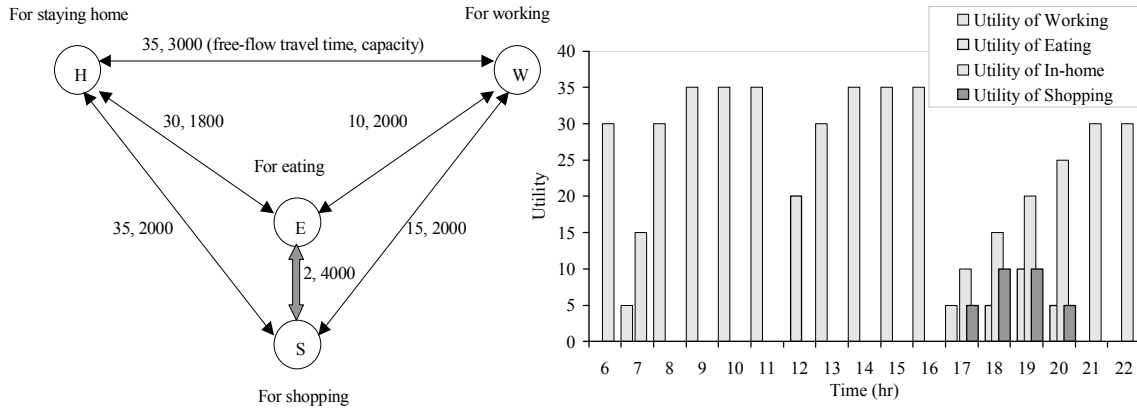 For staying home
For working
35, 3000 (free-flow travel time, capacity)
H
W
30, 1800
10, 2000
For eating
E
35, 2000
15, 2000
2, 4000
S
For shopping
Utility of Working
Utility of Eating
Utility of In-home
Utility of Shopping
40
35
30
25
20
15
10
5
0
Utility
6 7 8 9 10 11 12 13 14 15 16 17 18 19 20 21 22
Time (hr)